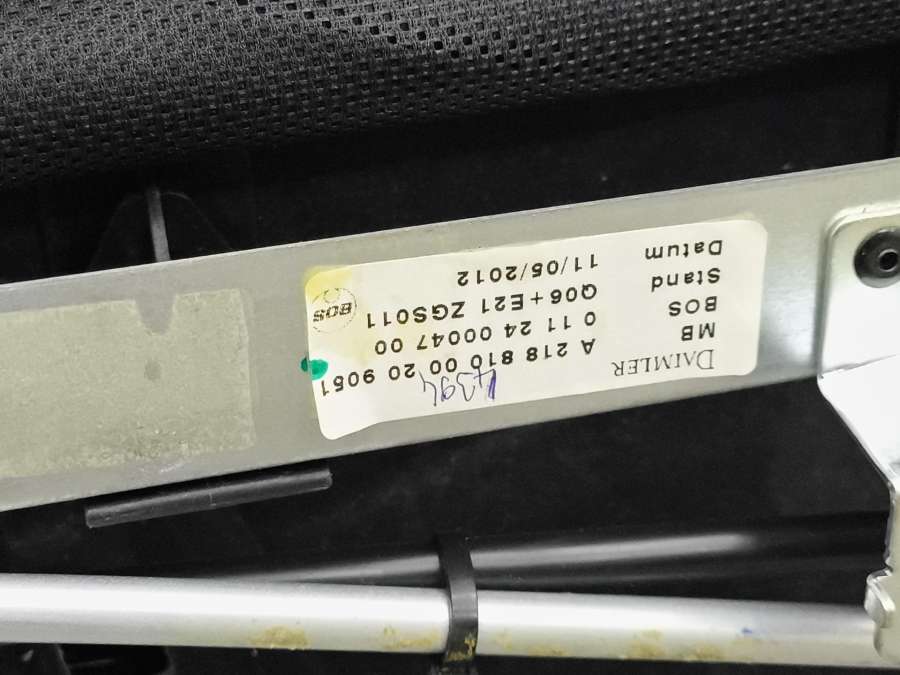 DAIMLER
MB A 218 810 00 20 9051
BOS 0 11 24 00047 00
Stand Q06+E21 ZGS011
Datum 11/05/2012
BOS
4394